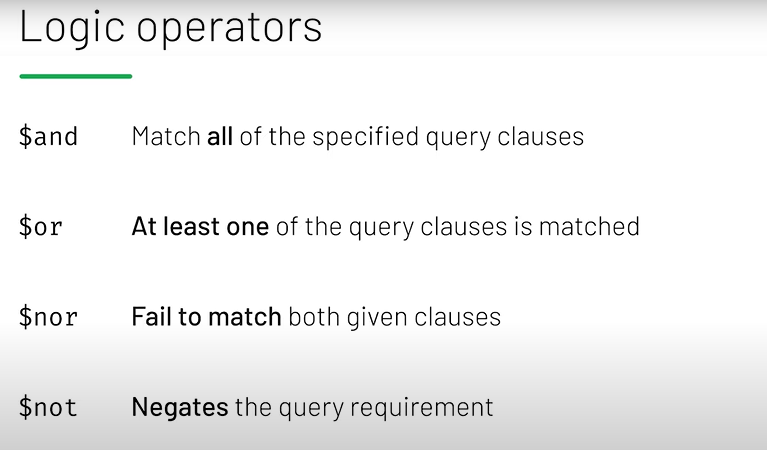 Logic operators
$and Match all of the specified query clauses
$or At least one of the query clauses is matched
$nor Fail to match both given clauses
$not Negates the query requirement